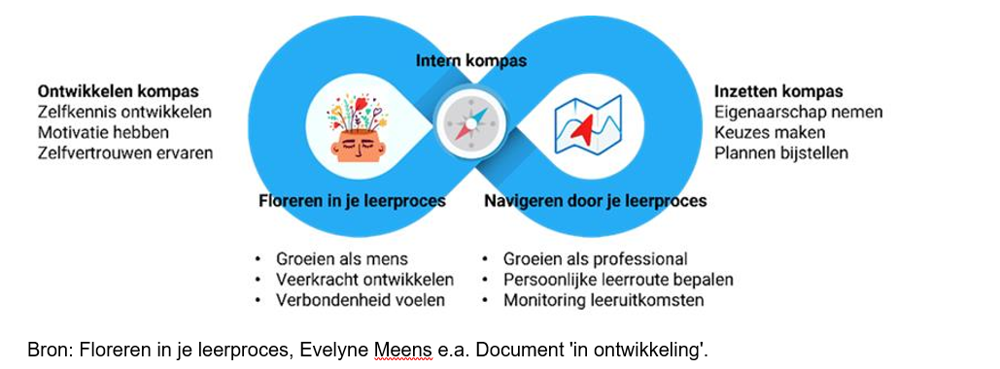 Intern kompas
Ontwikkelen kompas
Zelfkennis ontwikkelen
Motivatie hebben
Zelfvertrouwen ervaren
Inzetten kompas
Eigenaarschap nemen
Keuzes maken
Plannen bijstellen
Floreren in je leerproces
Navigeren door je leerproces
• Groeien als mens
• Veerkracht ontwikkelen
• Verbondenheid voelen
• Groeien als professional
• Persoonlijke leerroute bepalen
• Monitoring leeruitkomsten
Bron: Floreren in je leerproces, Evelyne Meens e.a. Document 'in ontwikkeling'.